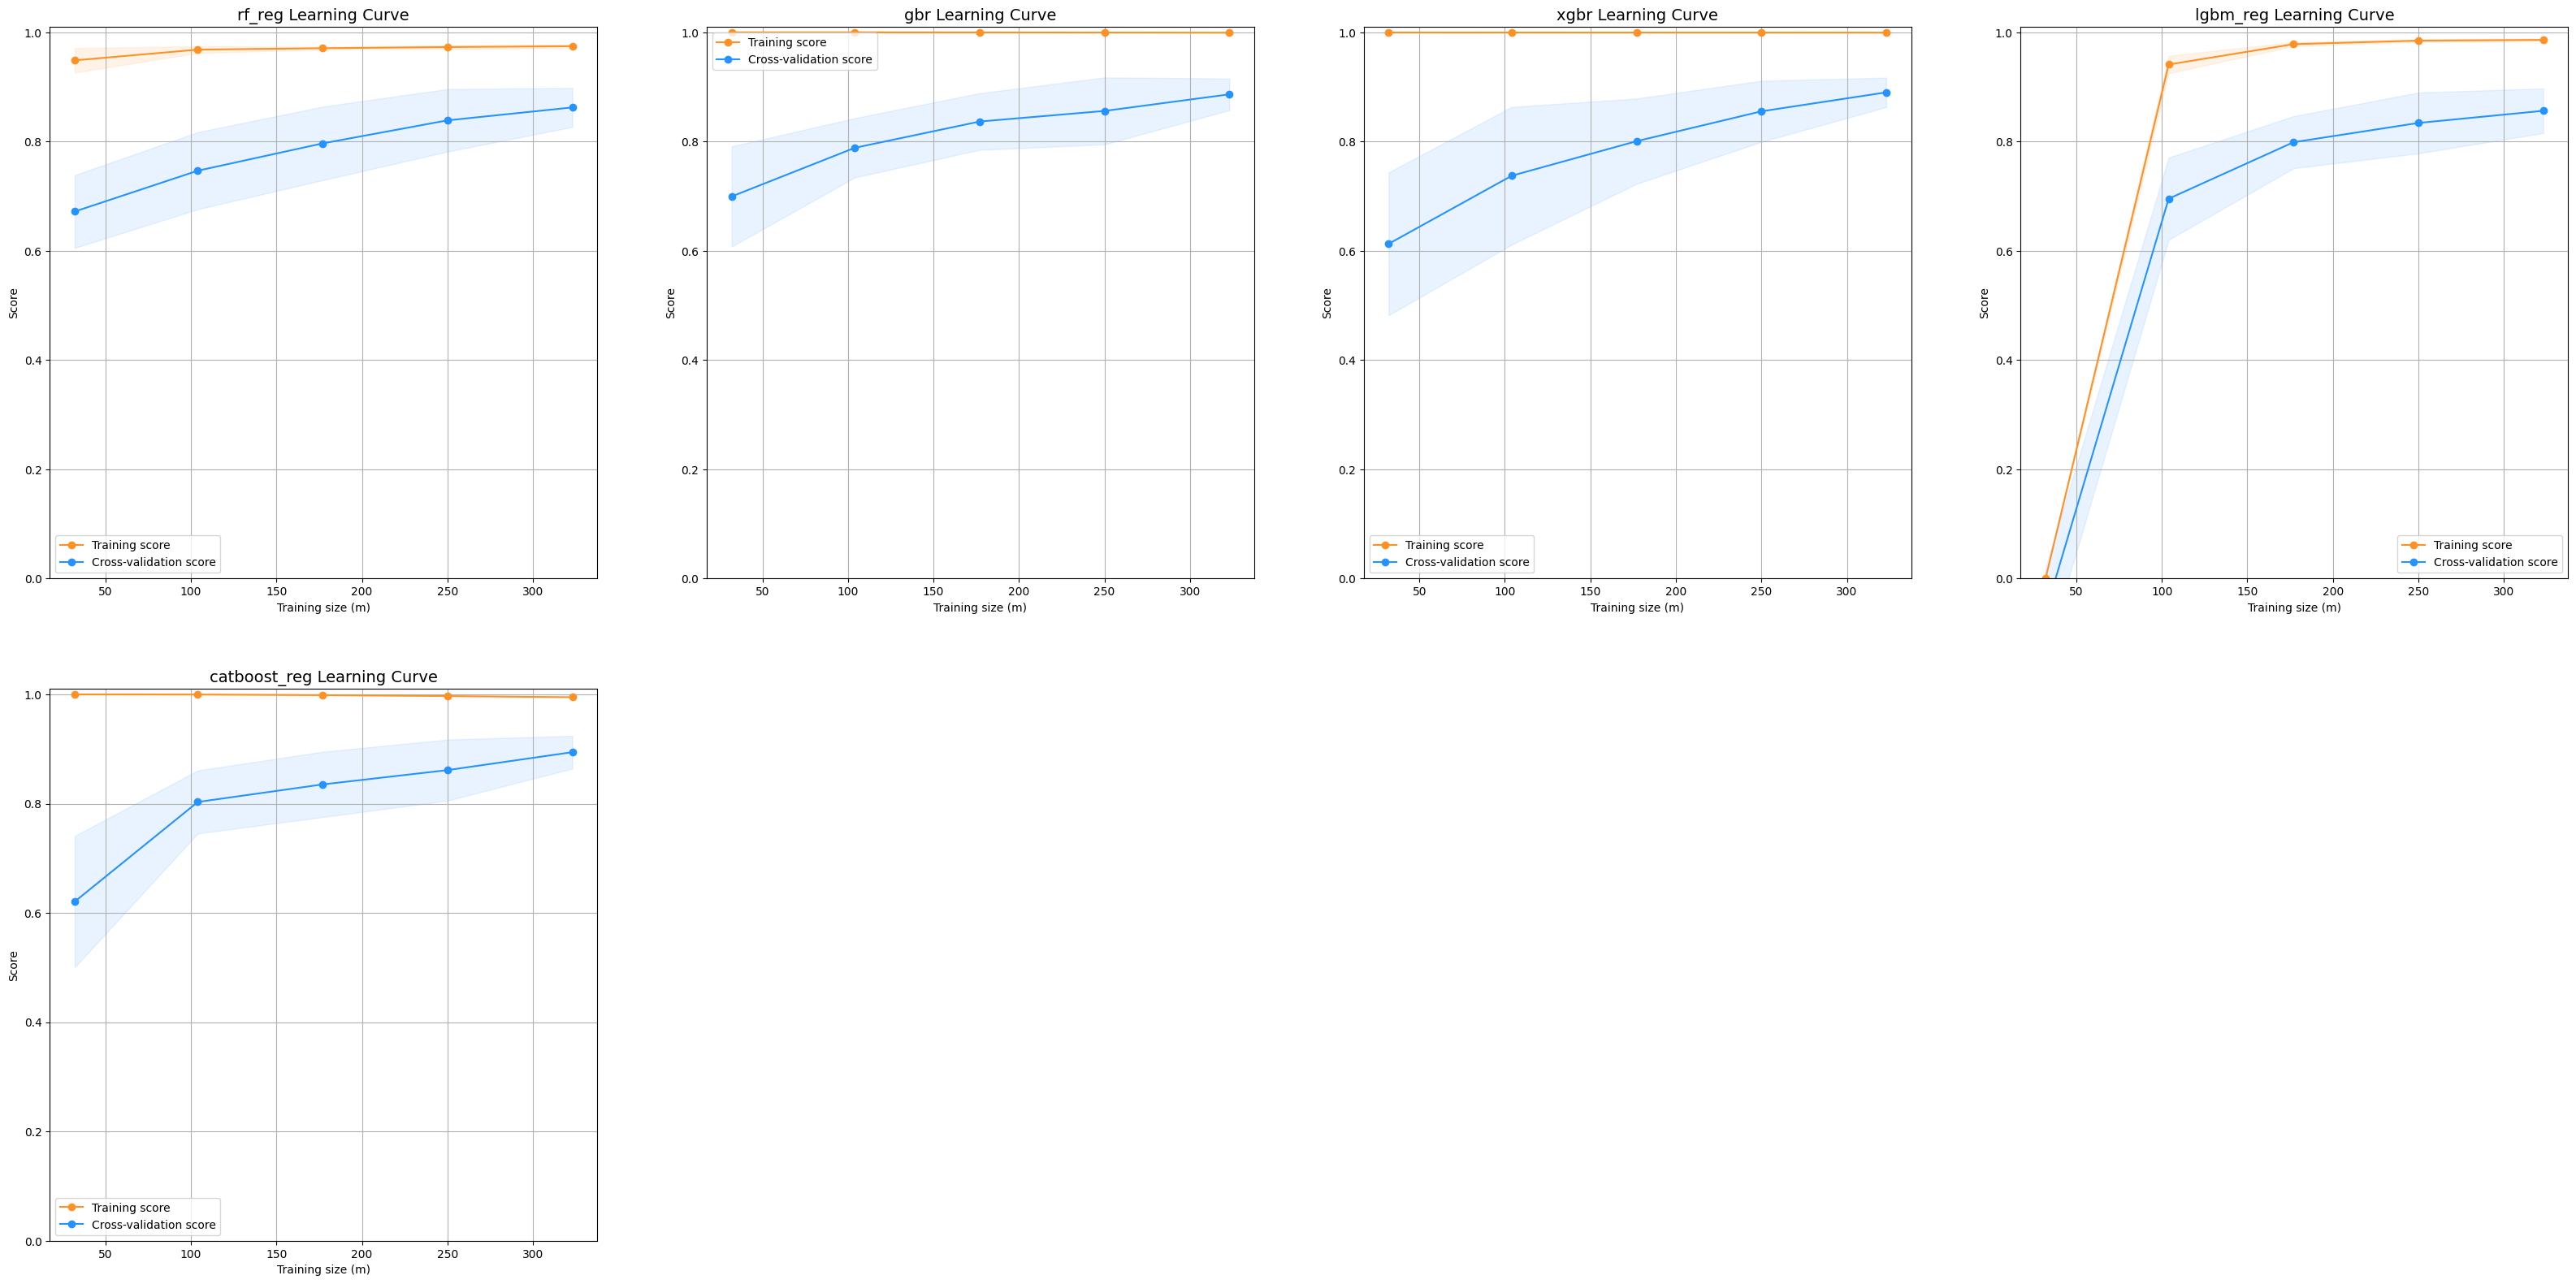 rf_reg Learning Curve
1.0
0.8
0.6
0.4
0.2
0.0
Score
Training score
Cross-validation score
50 100 150 200 250 300
Training size (m)
gbr Learning Curve
Training score
Cross-validation score
1.0
0.8
0.6
0.4
0.2
0.0
Score
50 100 150 200 250 300
Training size (m)
xgbr Learning Curve
1.0
0.8
0.6
0.4
0.2
0.0
Score
Training score
Cross-validation score
50 100 150 200 250 300
Training size (m)
lgbm_reg Learning Curve
1.0
0.8
0.6
0.4
0.2
0.0
Score
Training score
Cross-validation score
50 100 150 200 250 300
Training size (m)
catboost_reg Learning Curve
1.0
0.8
0.6
0.4
0.2
0.0
Score
Training score
Cross-validation score
50 100 150 200 250 300
Training size (m)